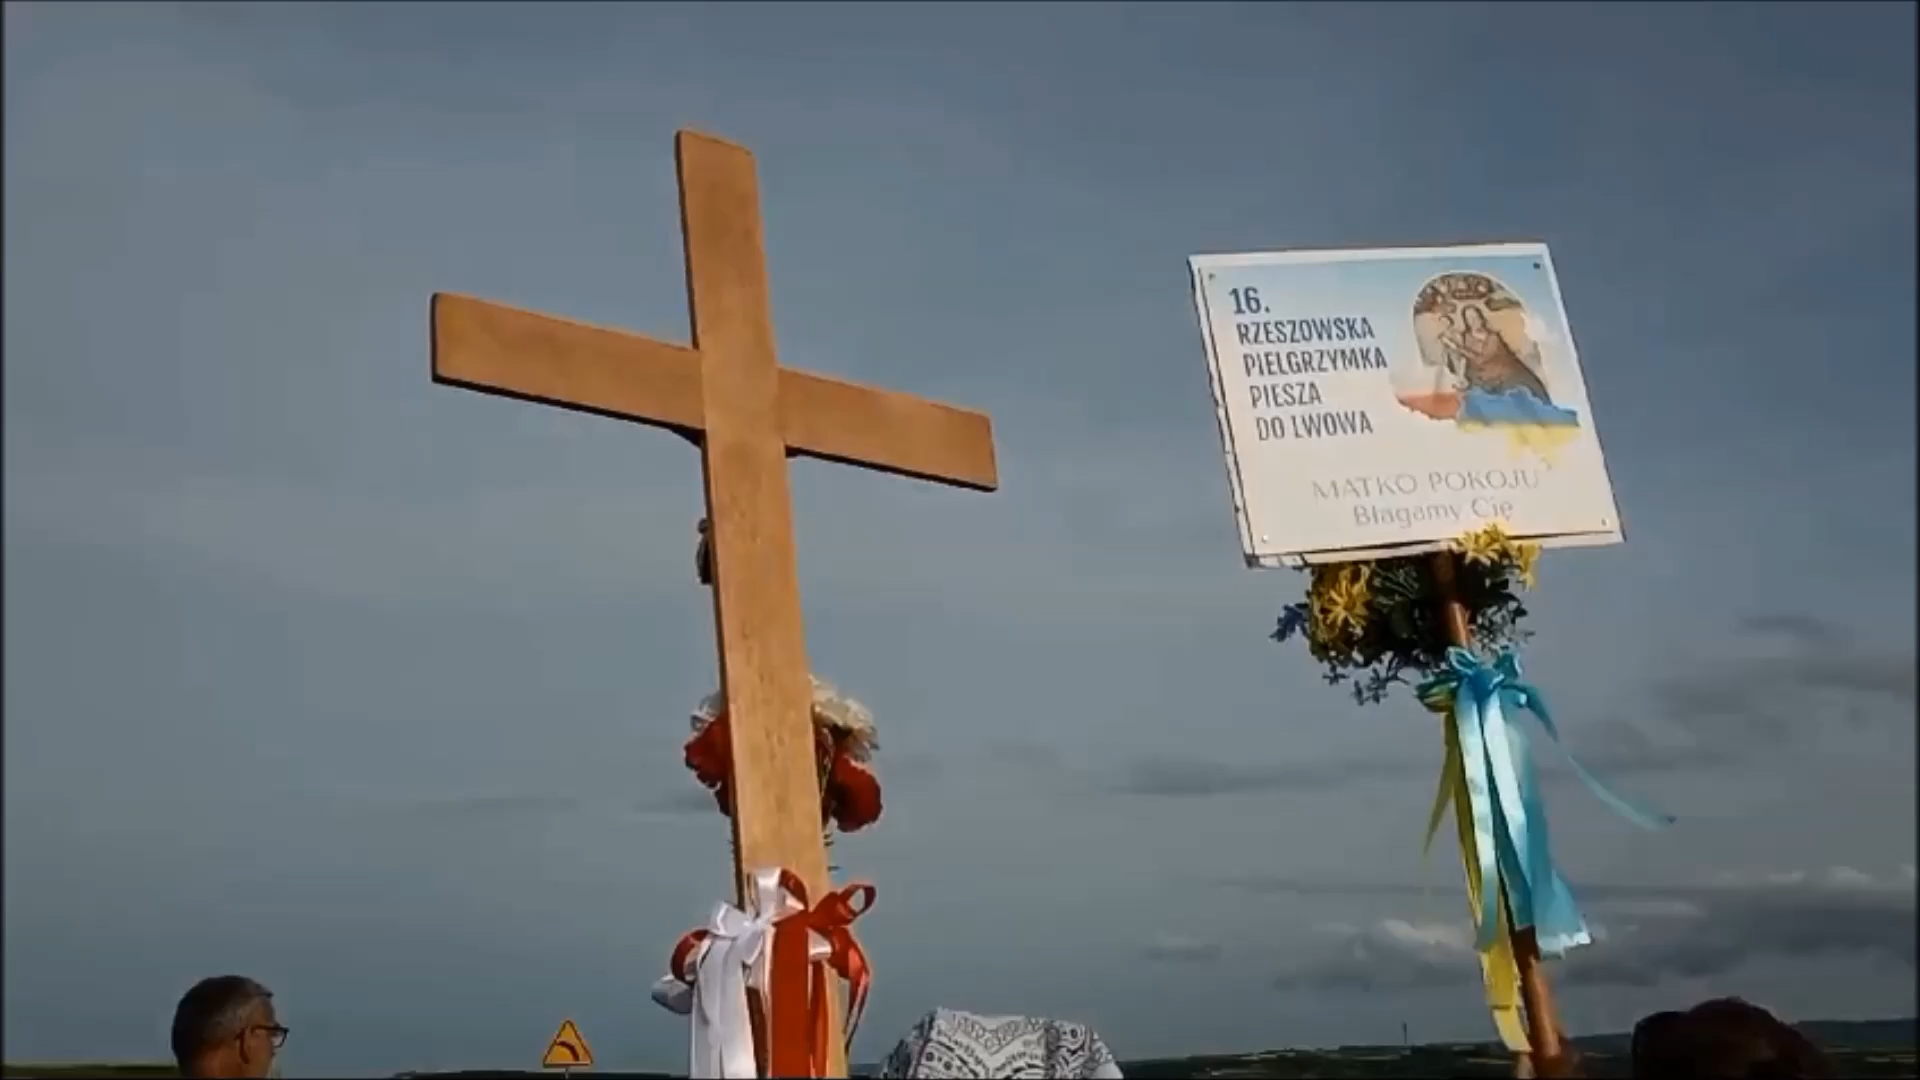 16.
RZESZOWSKA
PIELGRZYMKA
PIESZA
DO LWOWA
MATKO POKOJU
Błagamy Cię